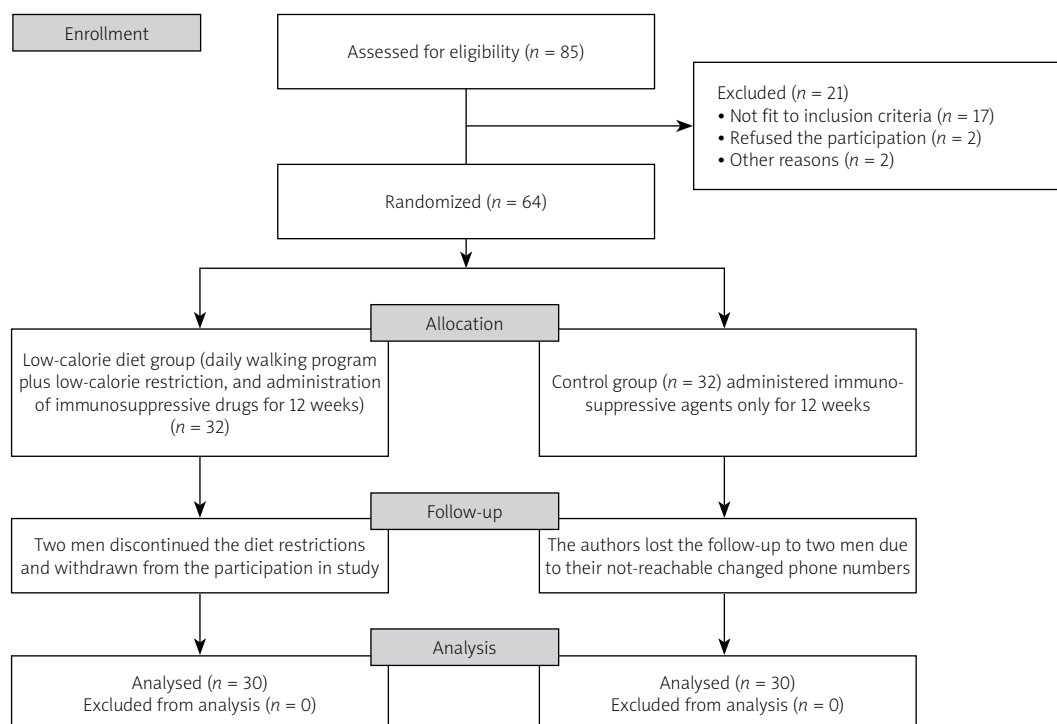 Enrollment
Assessed for eligibility (n = 85)
Excluded (n = 21)
• Not fit to inclusion criteria (n = 17)
• Refused the participation (n = 2)
• Other reasons (n = 2)
Randomized (n = 64)
Allocation
Low-calorie diet group (daily walking program
plus low-calorie restriction, and administration
of immunosuppressive drugs for 12 weeks)
(n = 32)
Control group (n = 32) administered immuno-
suppressive agents only for 12 weeks
Follow-up
Two men discontinued the diet restrictions
and withdrawn from the participation in study
The authors lost the follow-up to two men due
to their not-reachable changed phone numbers
Analysis
Analysed (n = 30)
Excluded from analysis (n = 0)
Analysed (n = 30)
Excluded from analysis (n = 0)